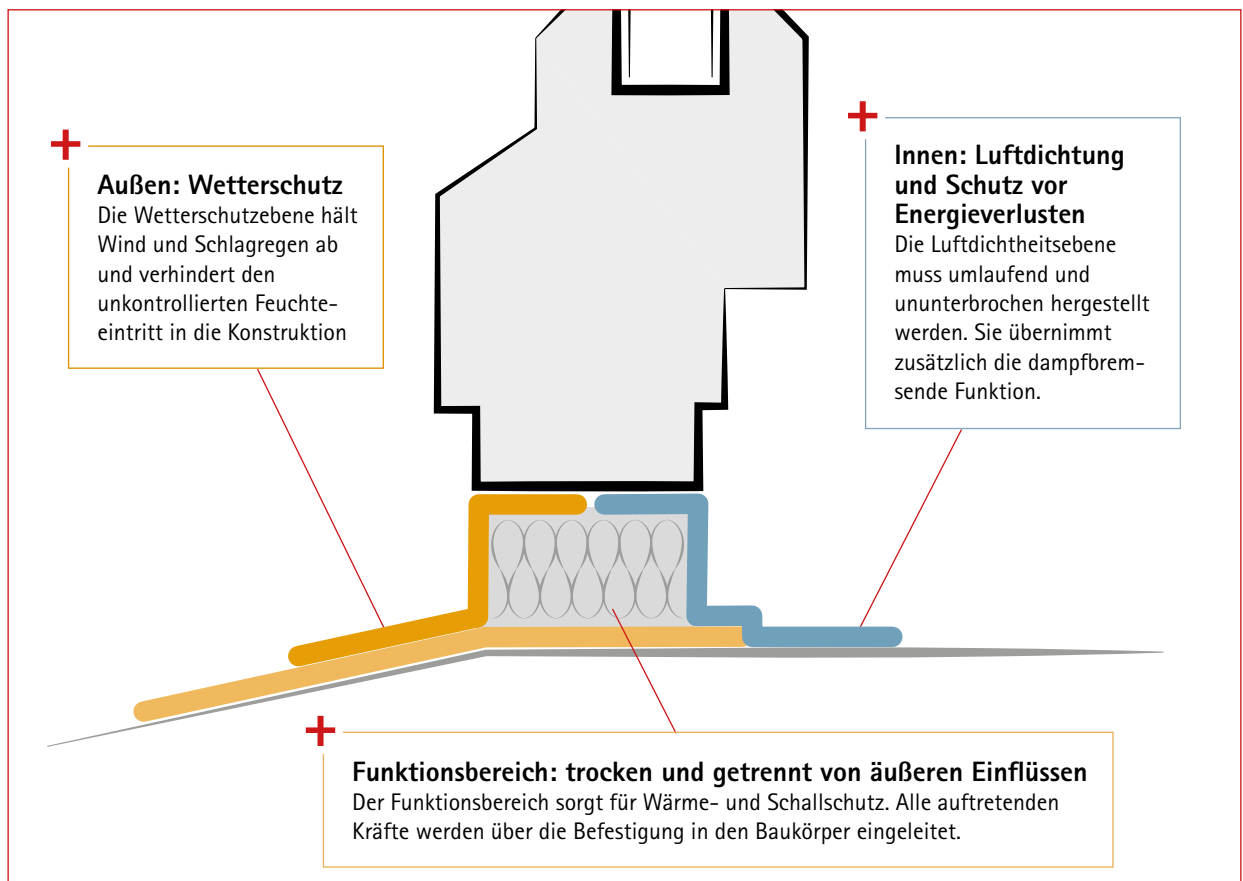 Außen: Wetterschutz
Die Wetterschutzebene hält
Wind und Schlagregen ab
und verhindert den
unkontrollierten Feuchte-
eintritt in die Konstruktion
Innen: Luftdichtung
und Schutz vor
Energieverlusten
Die Luftdichtheitsebene
muss umlaufend und
ununterbrochen hergestellt
werden. Sie übernimmt
zusätzlich die dampfbrem-
sende Funktion.
Funktionsbereich: trocken und getrennt von äußeren Einflüssen
Der Funktionsbereich sorgt für Wärme- und Schallschutz. Alle auftretenden
Kräfte werden über die Befestigung in den Baukörper eingeleitet.